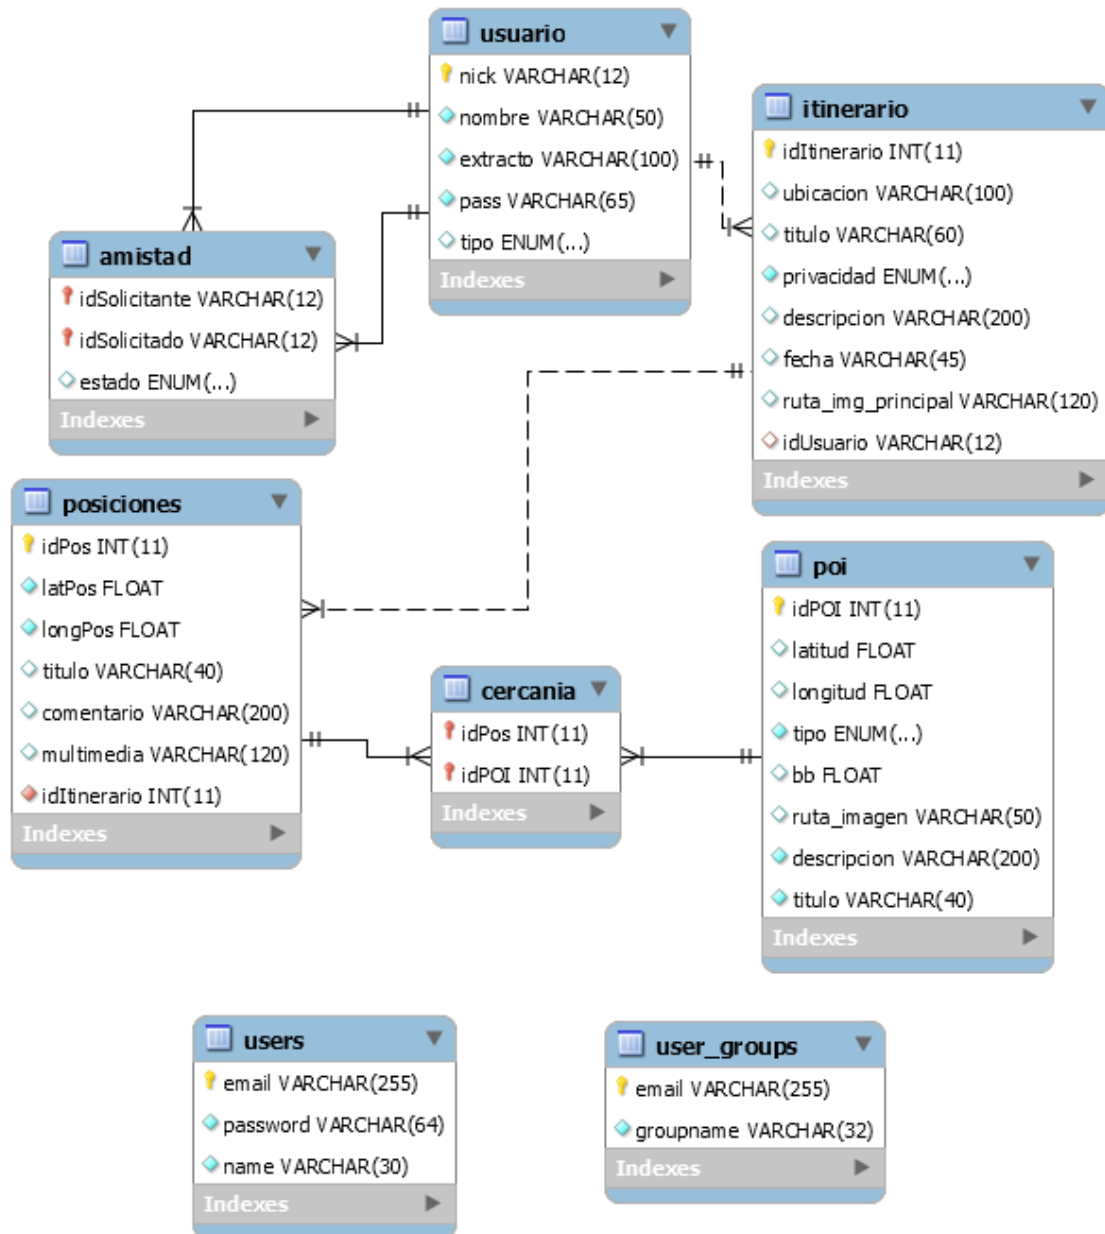 usuario
nick VARCHAR(12)
nombre VARCHAR(50)
extracto VARCHAR(100)
pass VARCHAR(65)
tipo ENUM(...)
Indexes
itinerario
idItinerario INT(11)
ubicacion VARCHAR(100)
titulo VARCHAR(60)
privacidad ENUM(...)
descripcion VARCHAR(200)
fecha VARCHAR(45)
ruta_img_principal VARCHAR(120)
idUsuario VARCHAR(12)
Indexes
amistad
idSolicitante VARCHAR(12)
idSolicitado VARCHAR(12)
estado ENUM(...)
Indexes
posiciones
idPos INT(11)
latPos FLOAT
longPos FLOAT
titulo VARCHAR(40)
comentario VARCHAR(200)
multimedia VARCHAR(120)
idItinerario INT(11)
Indexes
cercania
idPos INT(11)
idPOI INT(11)
Indexes
poi
idPOI INT(11)
latitud FLOAT
longitud FLOAT
tipo ENUM(...)
bb FLOAT
ruta_imagen VARCHAR(50)
descripcion VARCHAR(200)
titulo VARCHAR(40)
Indexes
users
email VARCHAR(255)
password VARCHAR(64)
name VARCHAR(30)
Indexes
user_groups
email VARCHAR(255)
groupname VARCHAR(32)
Indexes